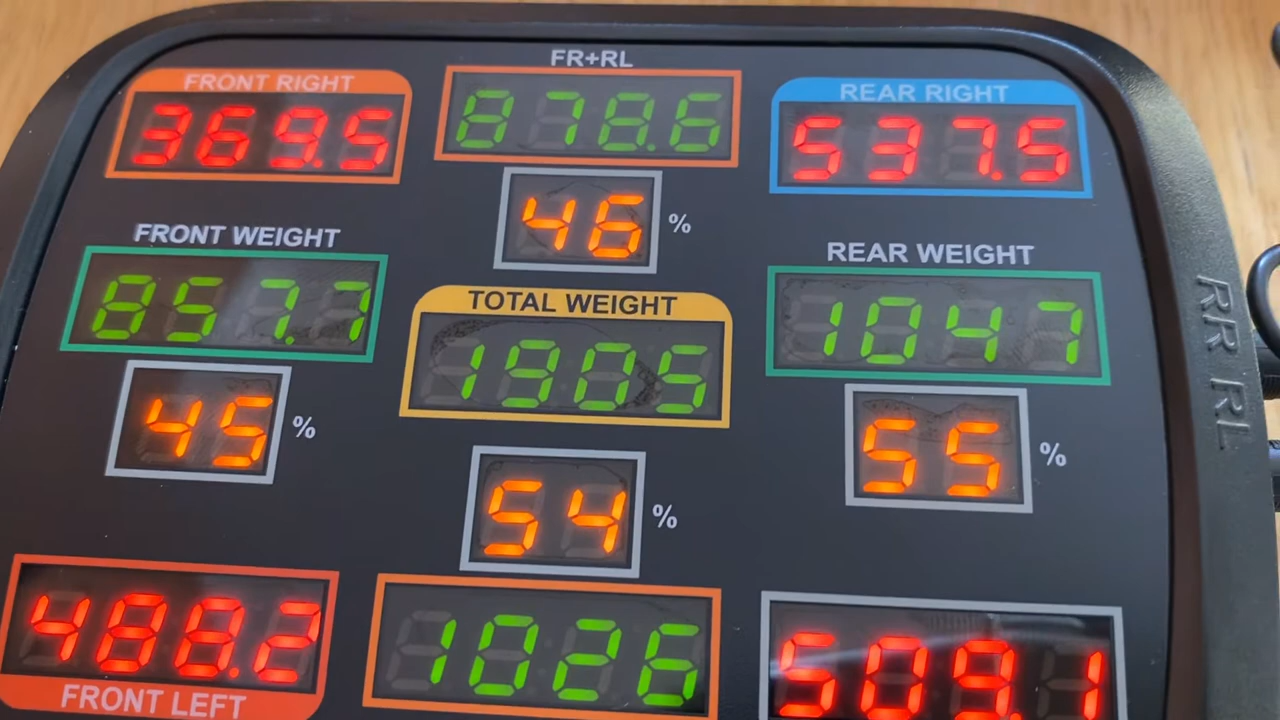 FR+RL
FRONT RIGHT
REAR RIGHT
369.5
878.6
537.5
46 %
FRONT WEIGHT
REAR WEIGHT
857.7
TOTAL WEIGHT
1047
1905
45 %
55 %
54 %
488.2
1026
509.1
FRONT LEFT
RR RL